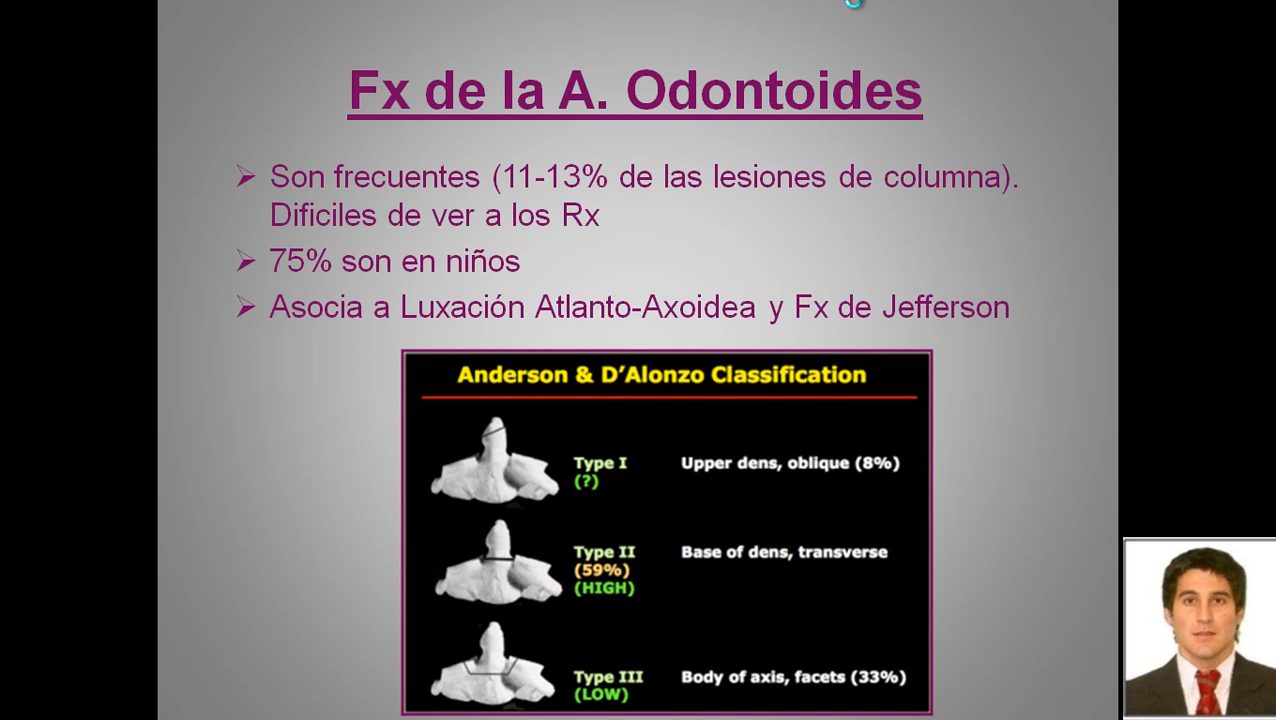 Fx de la A. Odontoides
Son frecuentes (11-13% de las lesiones de columna).
Dificiles de ver a los Rx
75% son en niños
Asocia a Luxación Atlanto-Axoidea y Fx de Jefferson
Anderson & D’Alonzo Classification
Type I Upper dens, oblique (8%)
(?)
Type II Base of dens, transverse
(59%)
(HIGH)
Type III Body of axis, facets (33%)
(LOW)